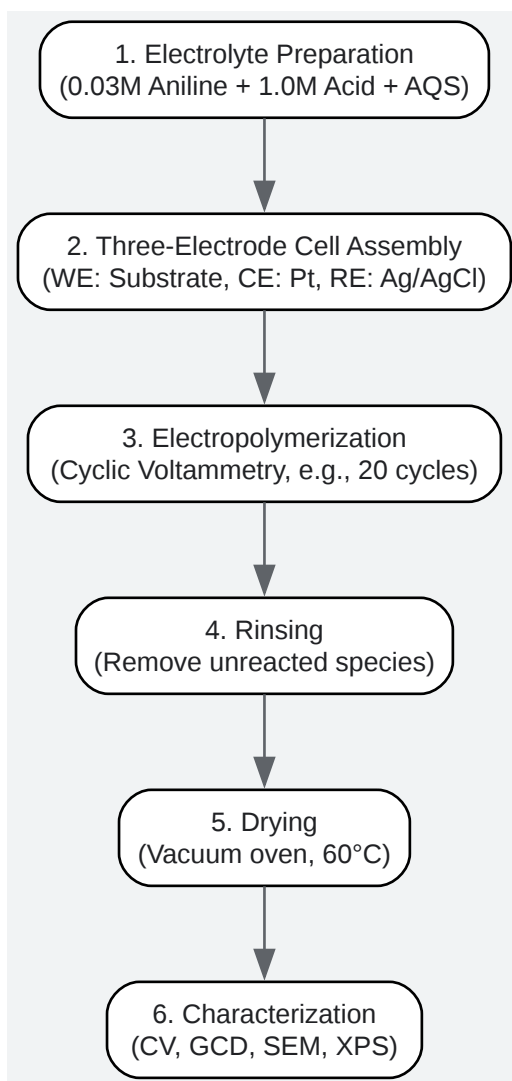 1. Electrolyte Preparation
(0.03M Aniline + 1.0M Acid + AQS)
2. Three-Electrode Cell Assembly
(WE: Substrate, CE: Pt, RE: Ag/AgCl)
3. Electropolymerization
(Cyclic Voltammetry, e.g., 20 cycles)
4. Rinsing
(Remove unreacted species)
5. Drying
(Vacuum oven, 60°C)
6. Characterization
(CV, GCD, SEM, XPS)